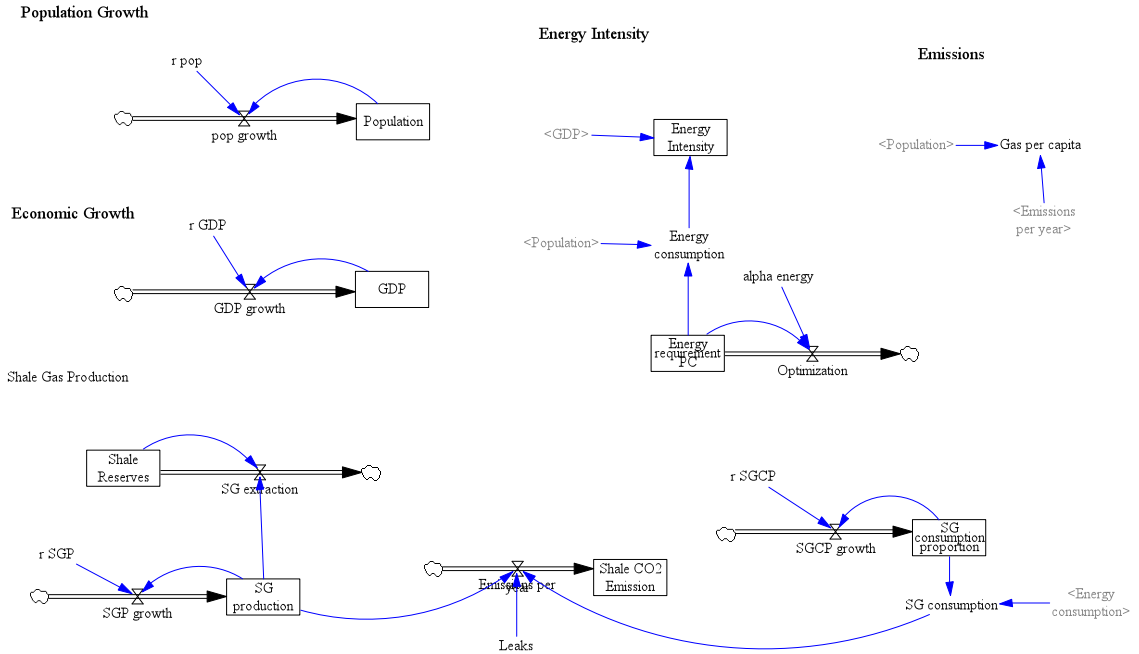 Population Growth
r pop
pop growth
Population
Economic Growth
r GDP
GDP growth
GDP
Energy Intensity
<GDP>
Energy
Intensity
<Population>
Energy
consumption
alpha energy
Energy
requirement
PC
Optimization
Emissions
<Population>
Gas per capita
<Emissions
per year>
Shale Gas Production
Shale
Reserves
SG extraction
r SGP
SGP growth
SG
production
Emissions per
year
Leaks
Shale CO2
Emission
r SGCP
SGCP growth
SG
consumption
proportion
SG consumption
<Energy
consumption>